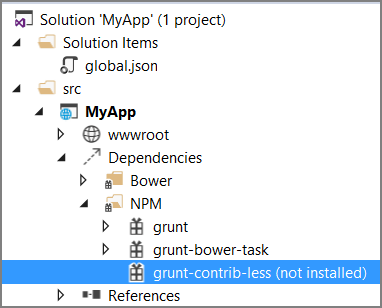 Solution 'MyApp' (1 project)
Solution Items
global.json
src
MyApp
wwwroot
Dependencies
Bower
NPM
grunt
grunt-bower-task
grunt-contrib-less (not installed)
References